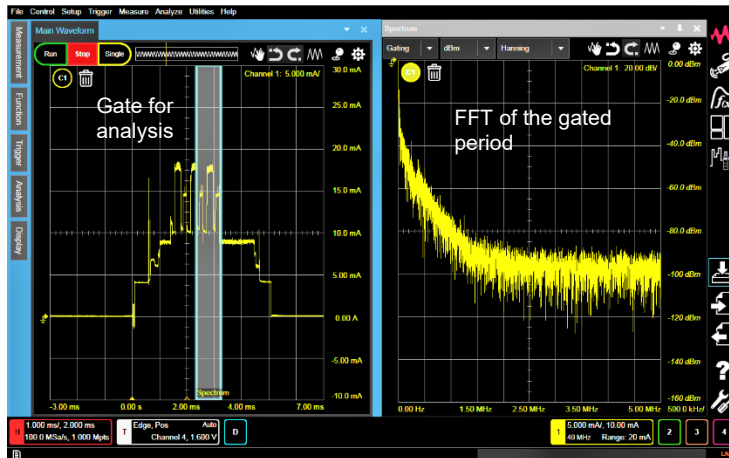 File Control Setup Trigger Measure Analyze Utilities Help
Main Waveform
Spectrum
Measurement
Function
Trigger
Analysis
Display
Run Stop Single
Gating dBm Hanning
C1
Channel 1: 5.000 mA/
Gate for
analysis
30.0 mA
25.0 mA
20.0 mA
15.0 mA
10.0 mA
5.00 mA
0.00 A
-5.00 mA
-10.0 mA
Spectrum
-3.00 ms 0.00 s 2.00 ms 4.00 ms 7.00 ms
C1
Channel 1: 20.00 dB/
FFT of the gated
period
0.00 dBm
-20.0 dBm
-40.0 dBm
-60.0 dBm
-80.0 dBm
-100 dBm
-120 dBm
-140 dBm
-160 dBm
0.00 Hz 1.50 MHz 2.50 MHz 3.50 MHz 5.00 MHz 500.0 kHz/
f(x)
?
H
1.000 ms/, 2.000 ms
100.0 MSa/s, 1.000 Mpts
T
Edge, Pos Auto
Channel 4, 1.600 V
D
1
5.000 mA/, 10.00 mA
40 MHz Range: 20 mA
2
3
4